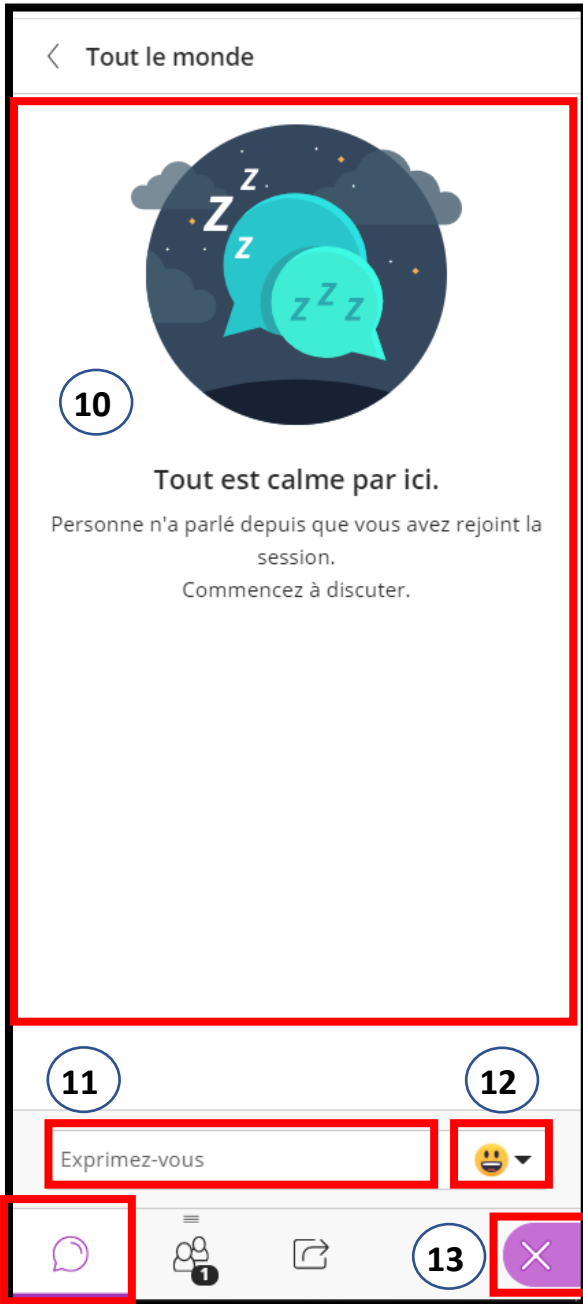 Tout le monde
z
Z
z
z z z
10
Tout est calme par ici.
Personne n'a parlé depuis que vous avez rejoint la
session.
Commencez à discuter.
11
12
Exprimez-vous
1
13